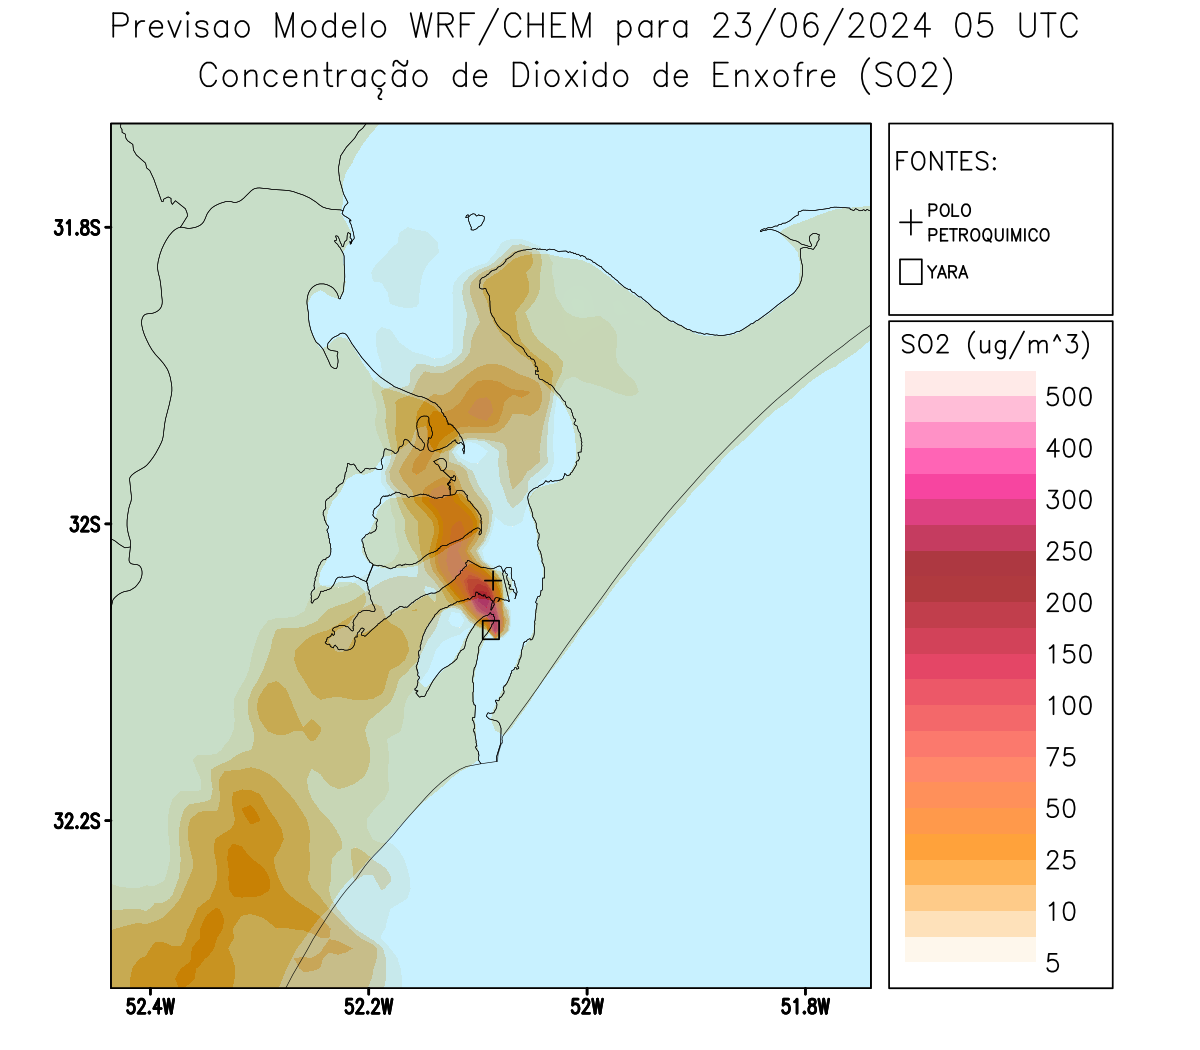 Previsao Modelo WRF/CHEM para 23/06/2024 05 UTC
Concentração de Dioxido de Enxofre (SO2)
FONTES:
POLO
PETROQUIMICO
YARA
SO2 (ug/m^3)
500
400
300
250
200
150
100
75
50
25
10
5
31.8S
32S
32.2S
52.4W
52.2W
52W
51.8W